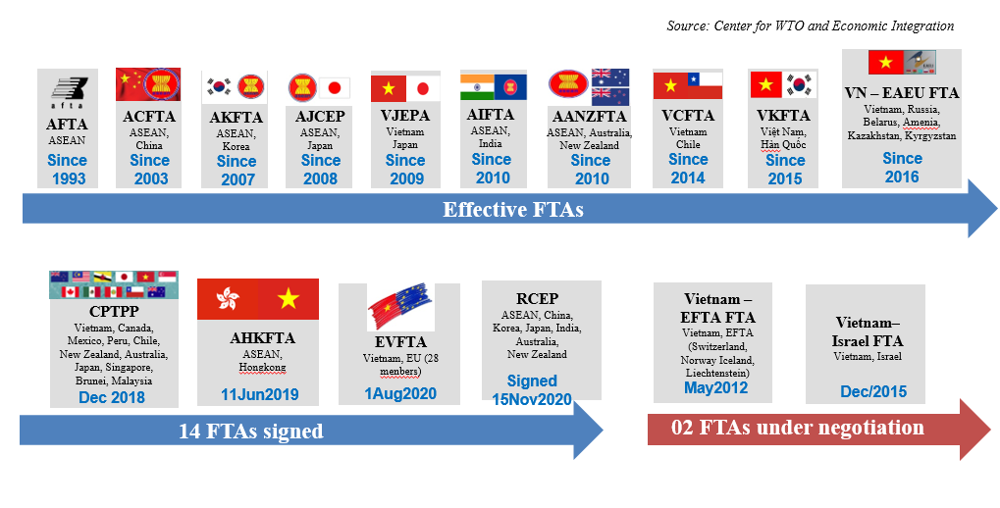 Source: Center for WTO and Economic Integration
afta
AFTA
ASEAN
Since
1993
ACFTA
ASEAN,
China
Since
2003
AKFTA
ASEAN,
Korea
Since
2007
AJCEP
ASEAN,
Japan
Since
2008
VJEPA
Vietnam
Japan
Since
2009
AIFTA
ASEAN,
India
Since
2010
AANZFTA
ASEAN, Australia,
New Zealand
Since
2010
VCFTA
Vietnam
Chile
Since
2014
VKFTA
Việt Nam,
Hàn Quốc
Since
2015
VN – EAEU FTA
Vietnam, Russia,
Belarus, Amenia,
Kazakhstan, Kyrgyzstan
Since
2016
Effective FTAs
CPTPP
Vietnam, Canada,
Mexico, Peru, Chile,
New Zealand, Australia,
Japan, Singapore,
Brunei, Malaysia
Dec 2018
AHKFTA
ASEAN,
Hongkong
11Jun2019
EVFTA
Vietnam, EU (28
menbers)
1Aug2020
RCEP
ASEAN, China,
Korea, Japan, India,
Australia,
New Zealand
Signed
15Nov2020
Vietnam –
EFTA FTA
Vietnam, EFTA
(Switzerland,
Norway Iceland,
Liechtenstein)
May2012
Vietnam–
Israel FTA
Vietnam, Israel
Dec/2015
14 FTAs signed
02 FTAs under negotiation